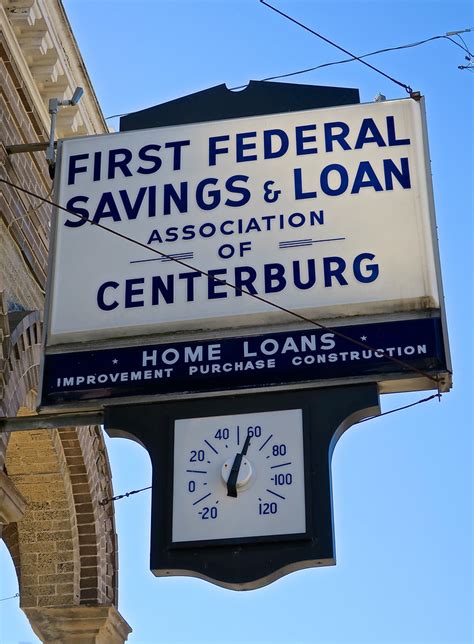 FIRST FEDERAL
SAVINGS & LOAN
ASSOCIATION
OF
CENTERBURG
★ HOME LOANS ★
IMPROVEMENT PURCHASE CONSTRUCTION
40 60
20 80
0 100
-20 120